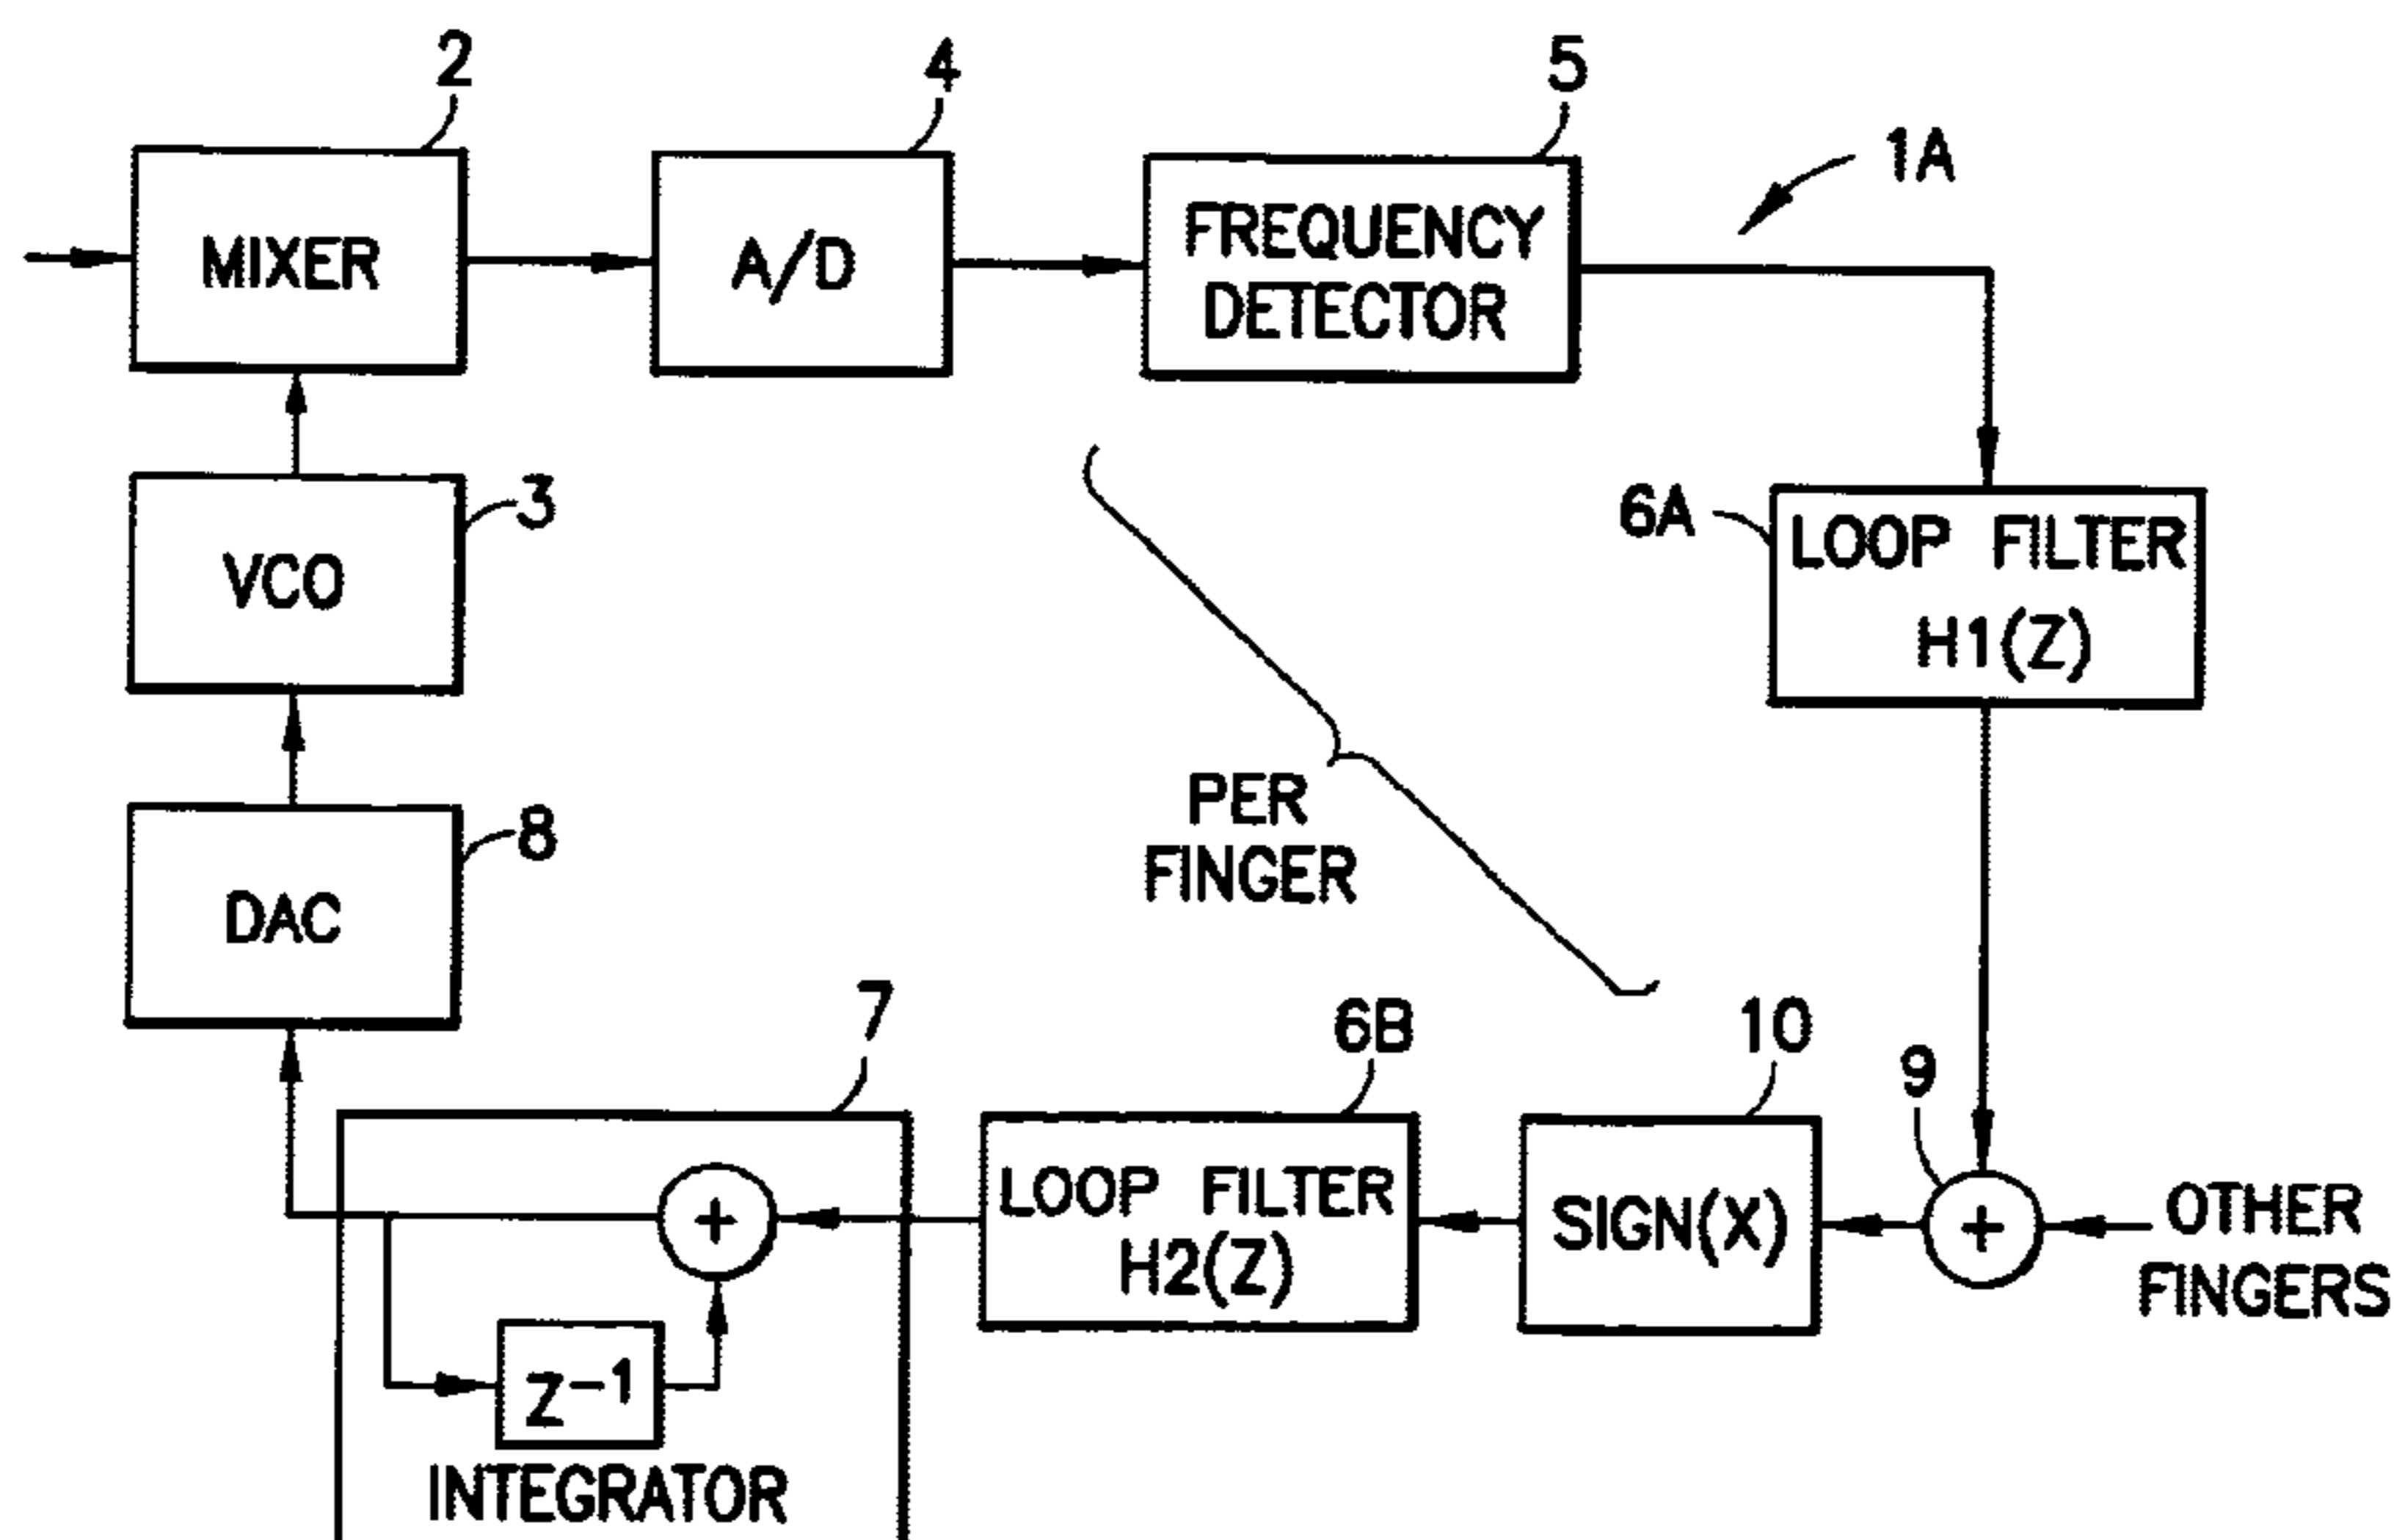 2
4
5
1A
MIXER
A/D
FREQUENCY
DETECTOR
3
VCO
6A
LOOP FILTER
H1(Z)
8
DAC
PER
FINGER
7
6B
10
9
LOOP FILTER
H2(Z)
SIGN(X)
+
+
OTHER
FINGERS
Z⁻¹
INTEGRATOR